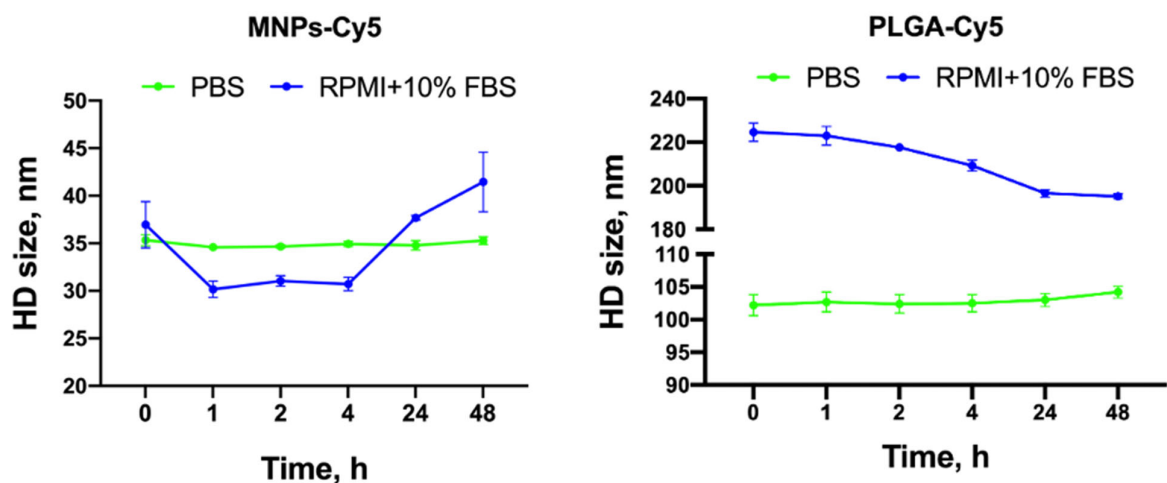 MNPs-Cy5
PBS RPMI+10% FBS
50
45
40
35
30
25
20
HD size, nm
0 1 2 4 24 48
Time, h
PLGA-Cy5
PBS RPMI+10% FBS
240
220
200
190
180
105
100
95
90
HD size, nm
0 1 2 4 24 48
Time, h